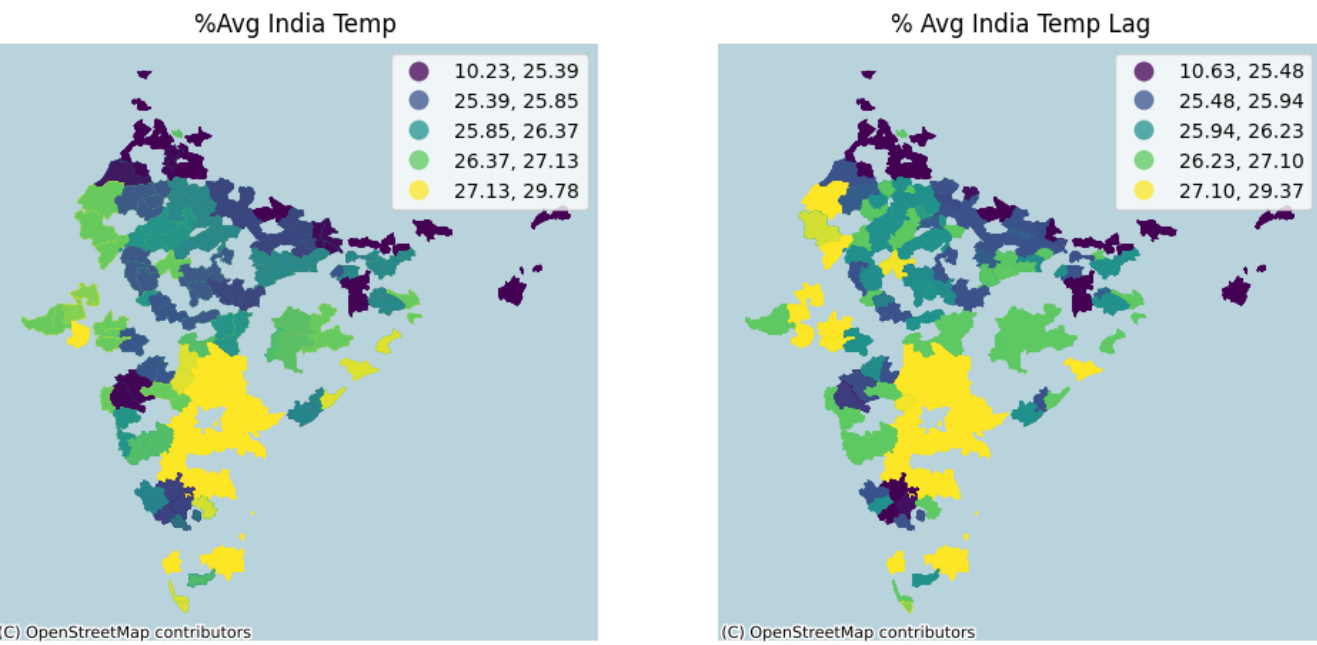 %Avg India Temp
10.23, 25.39
25.39, 25.85
25.85, 26.37
26.37, 27.13
27.13, 29.78
(C) OpenStreetMap contributors
% Avg India Temp Lag
10.63, 25.48
25.48, 25.94
25.94, 26.23
26.23, 27.10
27.10, 29.37
(C) OpenStreetMap contributors